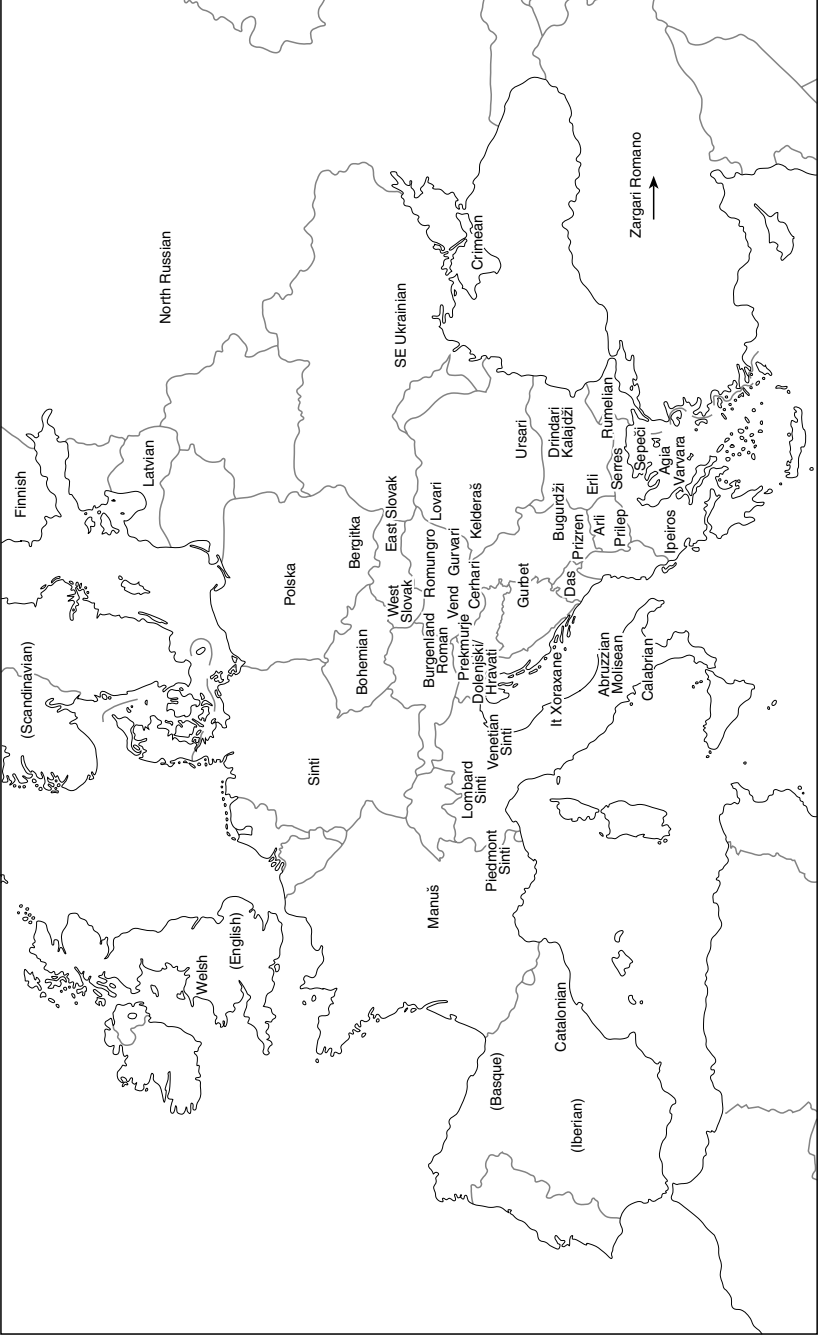 Finnish
(Scandinavian)
North Russian
Latvian
Welsh
(English)
Polska
Sinti
Bergitka
Bohemian
East Slovak
West
Slovak
SE Ukrainian
Manuš
Romungro
Lovari
Burgenland
Roman
Vend
Gurvari
Prekmurje
Cerhari
Kelderaš
Crimean
Dolenjski/
Hravati
Lombard
Sinti
Venetian
Sinti
Piedmont
Sinti
(Basque)
Catalonian
(Iberian)
Gurbet
Ursari
It Xoraxane
Das
Bugurdži
Drindari
Kalajdži
Prizren
Erli
Arli
Prilep
Rumelian
Serres
Sepeči
Zargari Romano
Abruzzian
Molisean
Calabrian
Ipeiros
Agia
Varvara